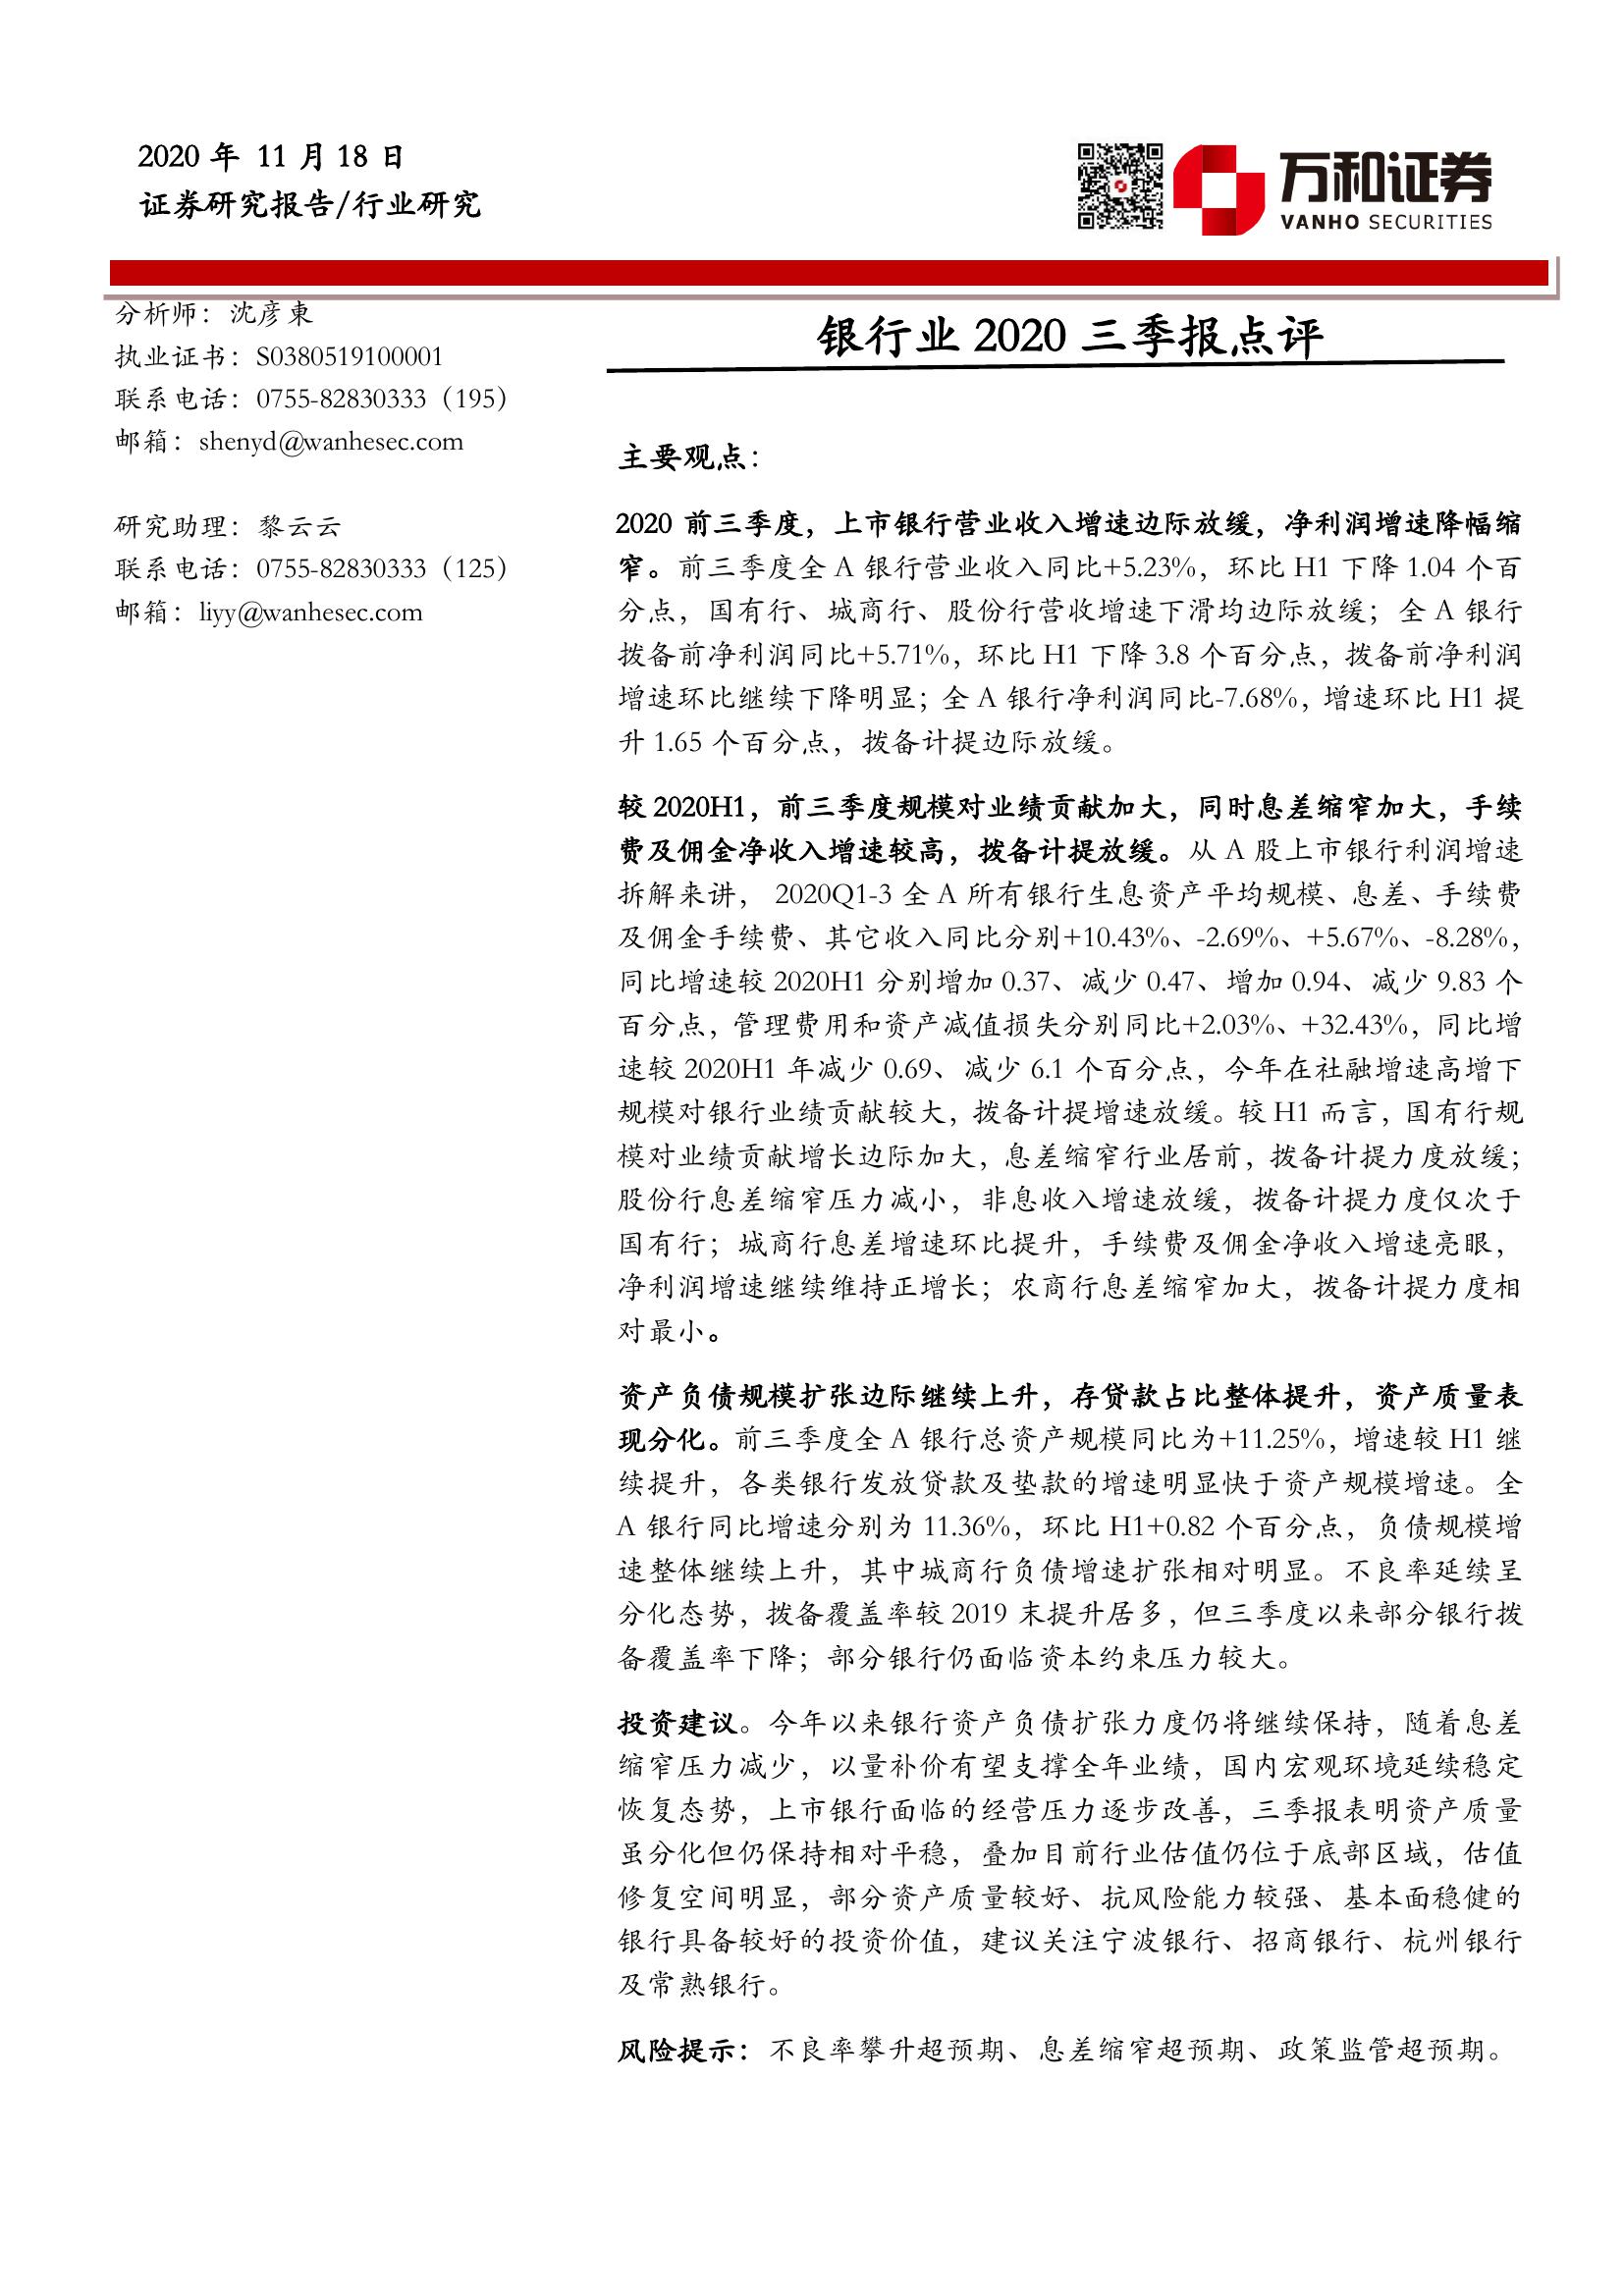 2020 年 11 月 18 日
证券研究报告/行业研究
万和证券
VANHO SECURITIES
分析师：沈彦東
执业证书：S0380519100001
联系电话：0755-82830333（195）
邮箱：shenyd@wanhesec.com
研究助理：黎云云
联系电话：0755-82830333（125）
邮箱：liyy@wanhesec.com
银行业 2020 三季报点评
主要观点：
2020 前三季度，上市银行营业收入增速边际放缓，净利润增速降幅缩
窄。前三季度全 A 银行营业收入同比+5.23%，环比 H1 下降 1.04 个百
分点，国有行、城商行、股份行营收增速下滑均边际放缓；全 A 银行
拨备前净利润同比+5.71%，环比 H1 下降 3.8 个百分点，拨备前净利润
增速环比继续下降明显；全 A 银行净利润同比-7.68%，增速环比 H1 提
升 1.65 个百分点，拨备计提边际放缓。
较 2020H1，前三季度规模对业绩贡献加大，同时息差缩窄加大，手续
费及佣金净收入增速较高，拨备计提放缓。从 A 股上市银行利润增速
拆解来讲， 2020Q1-3 全 A 所有银行生息资产平均规模、息差、手续费
及佣金手续费、其它收入同比分别+10.43%、-2.69%、+5.67%、-8.28%，
同比增速较 2020H1 分别增加 0.37、减少 0.47、增加 0.94、减少 9.83 个
百分点，管理费用和资产减值损失分别同比+2.03%、+32.43%，同比增
速较 2020H1 年减少 0.69、减少 6.1 个百分点，今年在社融增速高增下
规模对银行业绩贡献较大，拨备计提增速放缓。较 H1 而言，国有行规
模对业绩贡献增长边际加大，息差缩窄行业居前，拨备计提力度放缓；
股份行息差缩窄压力减小，非息收入增速放缓，拨备计提力度仅次于
国有行；城商行息差增速环比提升，手续费及佣金净收入增速亮眼，
净利润增速继续维持正增长；农商行息差缩窄加大，拨备计提力度相
对最小。
资产负债规模扩张边际继续上升，存贷款占比整体提升，资产质量表
现分化。前三季度全 A 银行总资产规模同比为+11.25%，增速较 H1 继
续提升，各类银行发放贷款及垫款的增速明显快于资产规模增速。全
A 银行同比增速分别为 11.36%，环比 H1+0.82 个百分点，负债规模增
速整体继续上升，其中城商行负债增速扩张相对明显。不良率延续呈
分化态势，拨备覆盖率较 2019 末提升居多，但三季度以来部分银行拨
备覆盖率下降；部分银行仍面临资本约束压力较大。
投资建议。今年以来银行资产负债扩张力度仍将继续保持，随着息差
缩窄压力减少，以量补价有望支撑全年业绩，国内宏观环境延续稳定
恢复态势，上市银行面临的经营压力逐步改善，三季报表明资产质量
虽分化但仍保持相对平稳，叠加目前行业估值仍位于底部区域，估值
修复空间明显，部分资产质量较好、抗风险能力较强、基本面稳健的
银行具备较好的投资价值，建议关注宁波银行、招商银行、杭州银行
及常熟银行。
风险提示：不良率攀升超预期、息差缩窄超预期、政策监管超预期。